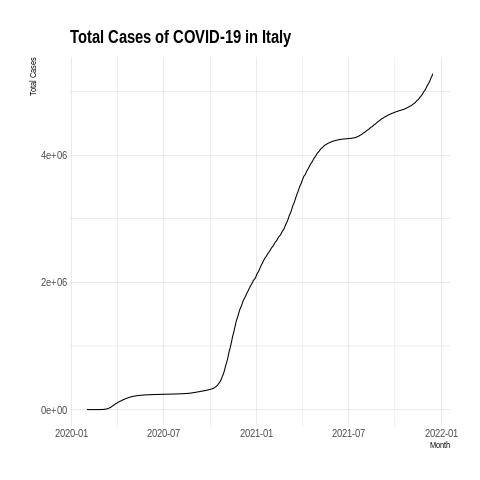 Total Cases of COVID-19 in Italy
Total Cases
4e+06
2e+06
0e+00
2020-01 2020-07 2021-01 2021-07 2022-01
Month